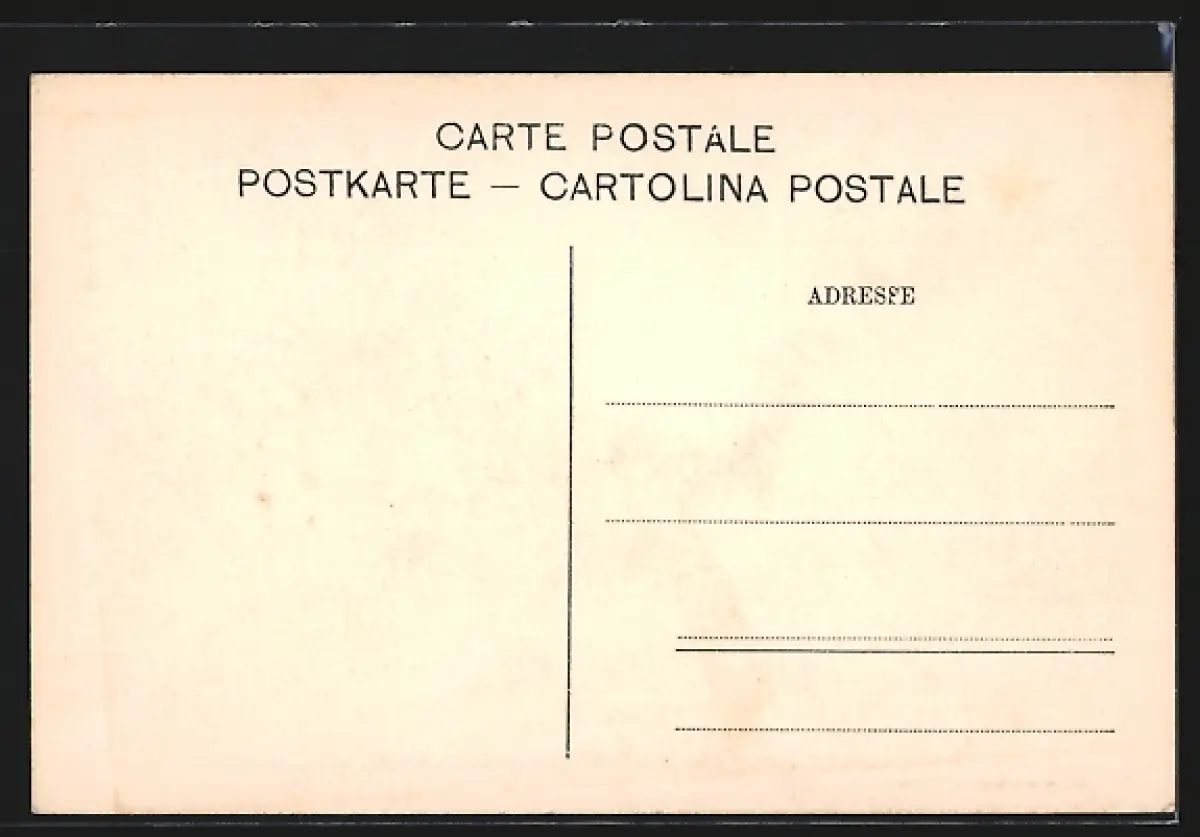 CARTE POSTALE
POSTKARTE — CARTOLINA POSTALE
ADRESSE